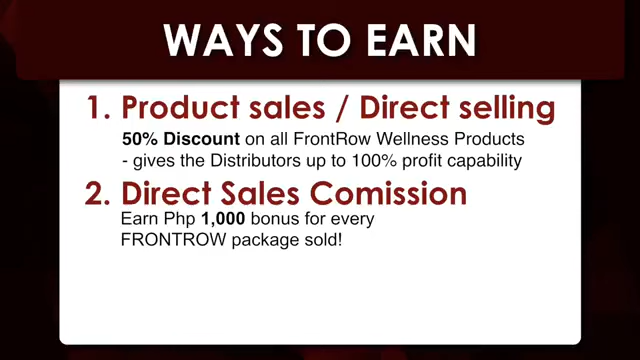 WAYS TO EARN
1. Product sales / Direct selling
50% Discount on all FrontRow Wellness Products
- gives the Distributors up to 100% profit capability
2. Direct Sales Comission
Earn Php 1,000 bonus for every
FRONTROW package sold!